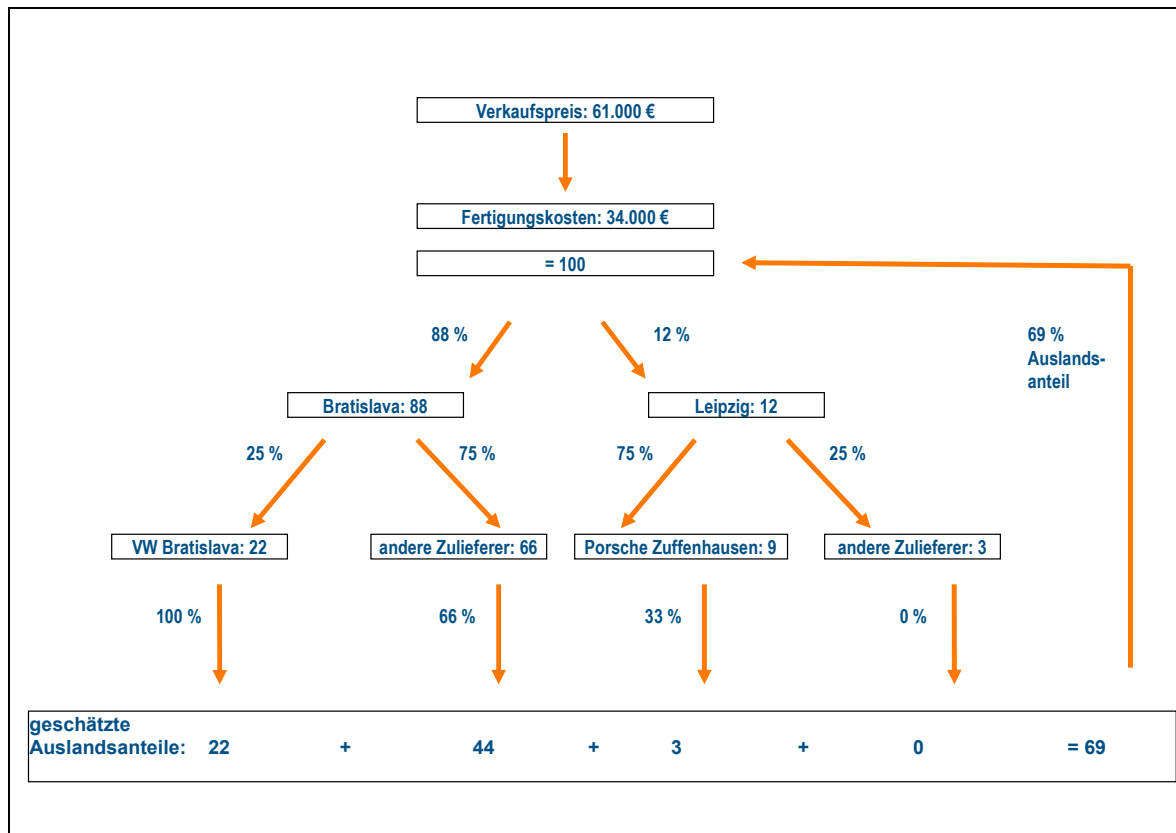 Verkaufspreis: 61.000 €
Fertigungskosten: 34.000 €
= 100
88 %
12 %
69 %
Auslands-
anteil
Bratislava: 88
Leipzig: 12
25 %
75 %
75 %
25 %
VW Bratislava: 22
andere Zulieferer: 66
Porsche Zuffenhausen: 9
andere Zulieferer: 3
100 %
66 %
33 %
0 %
geschätzte
Auslandsanteile: 22 + 44 + 3 + 0 = 69